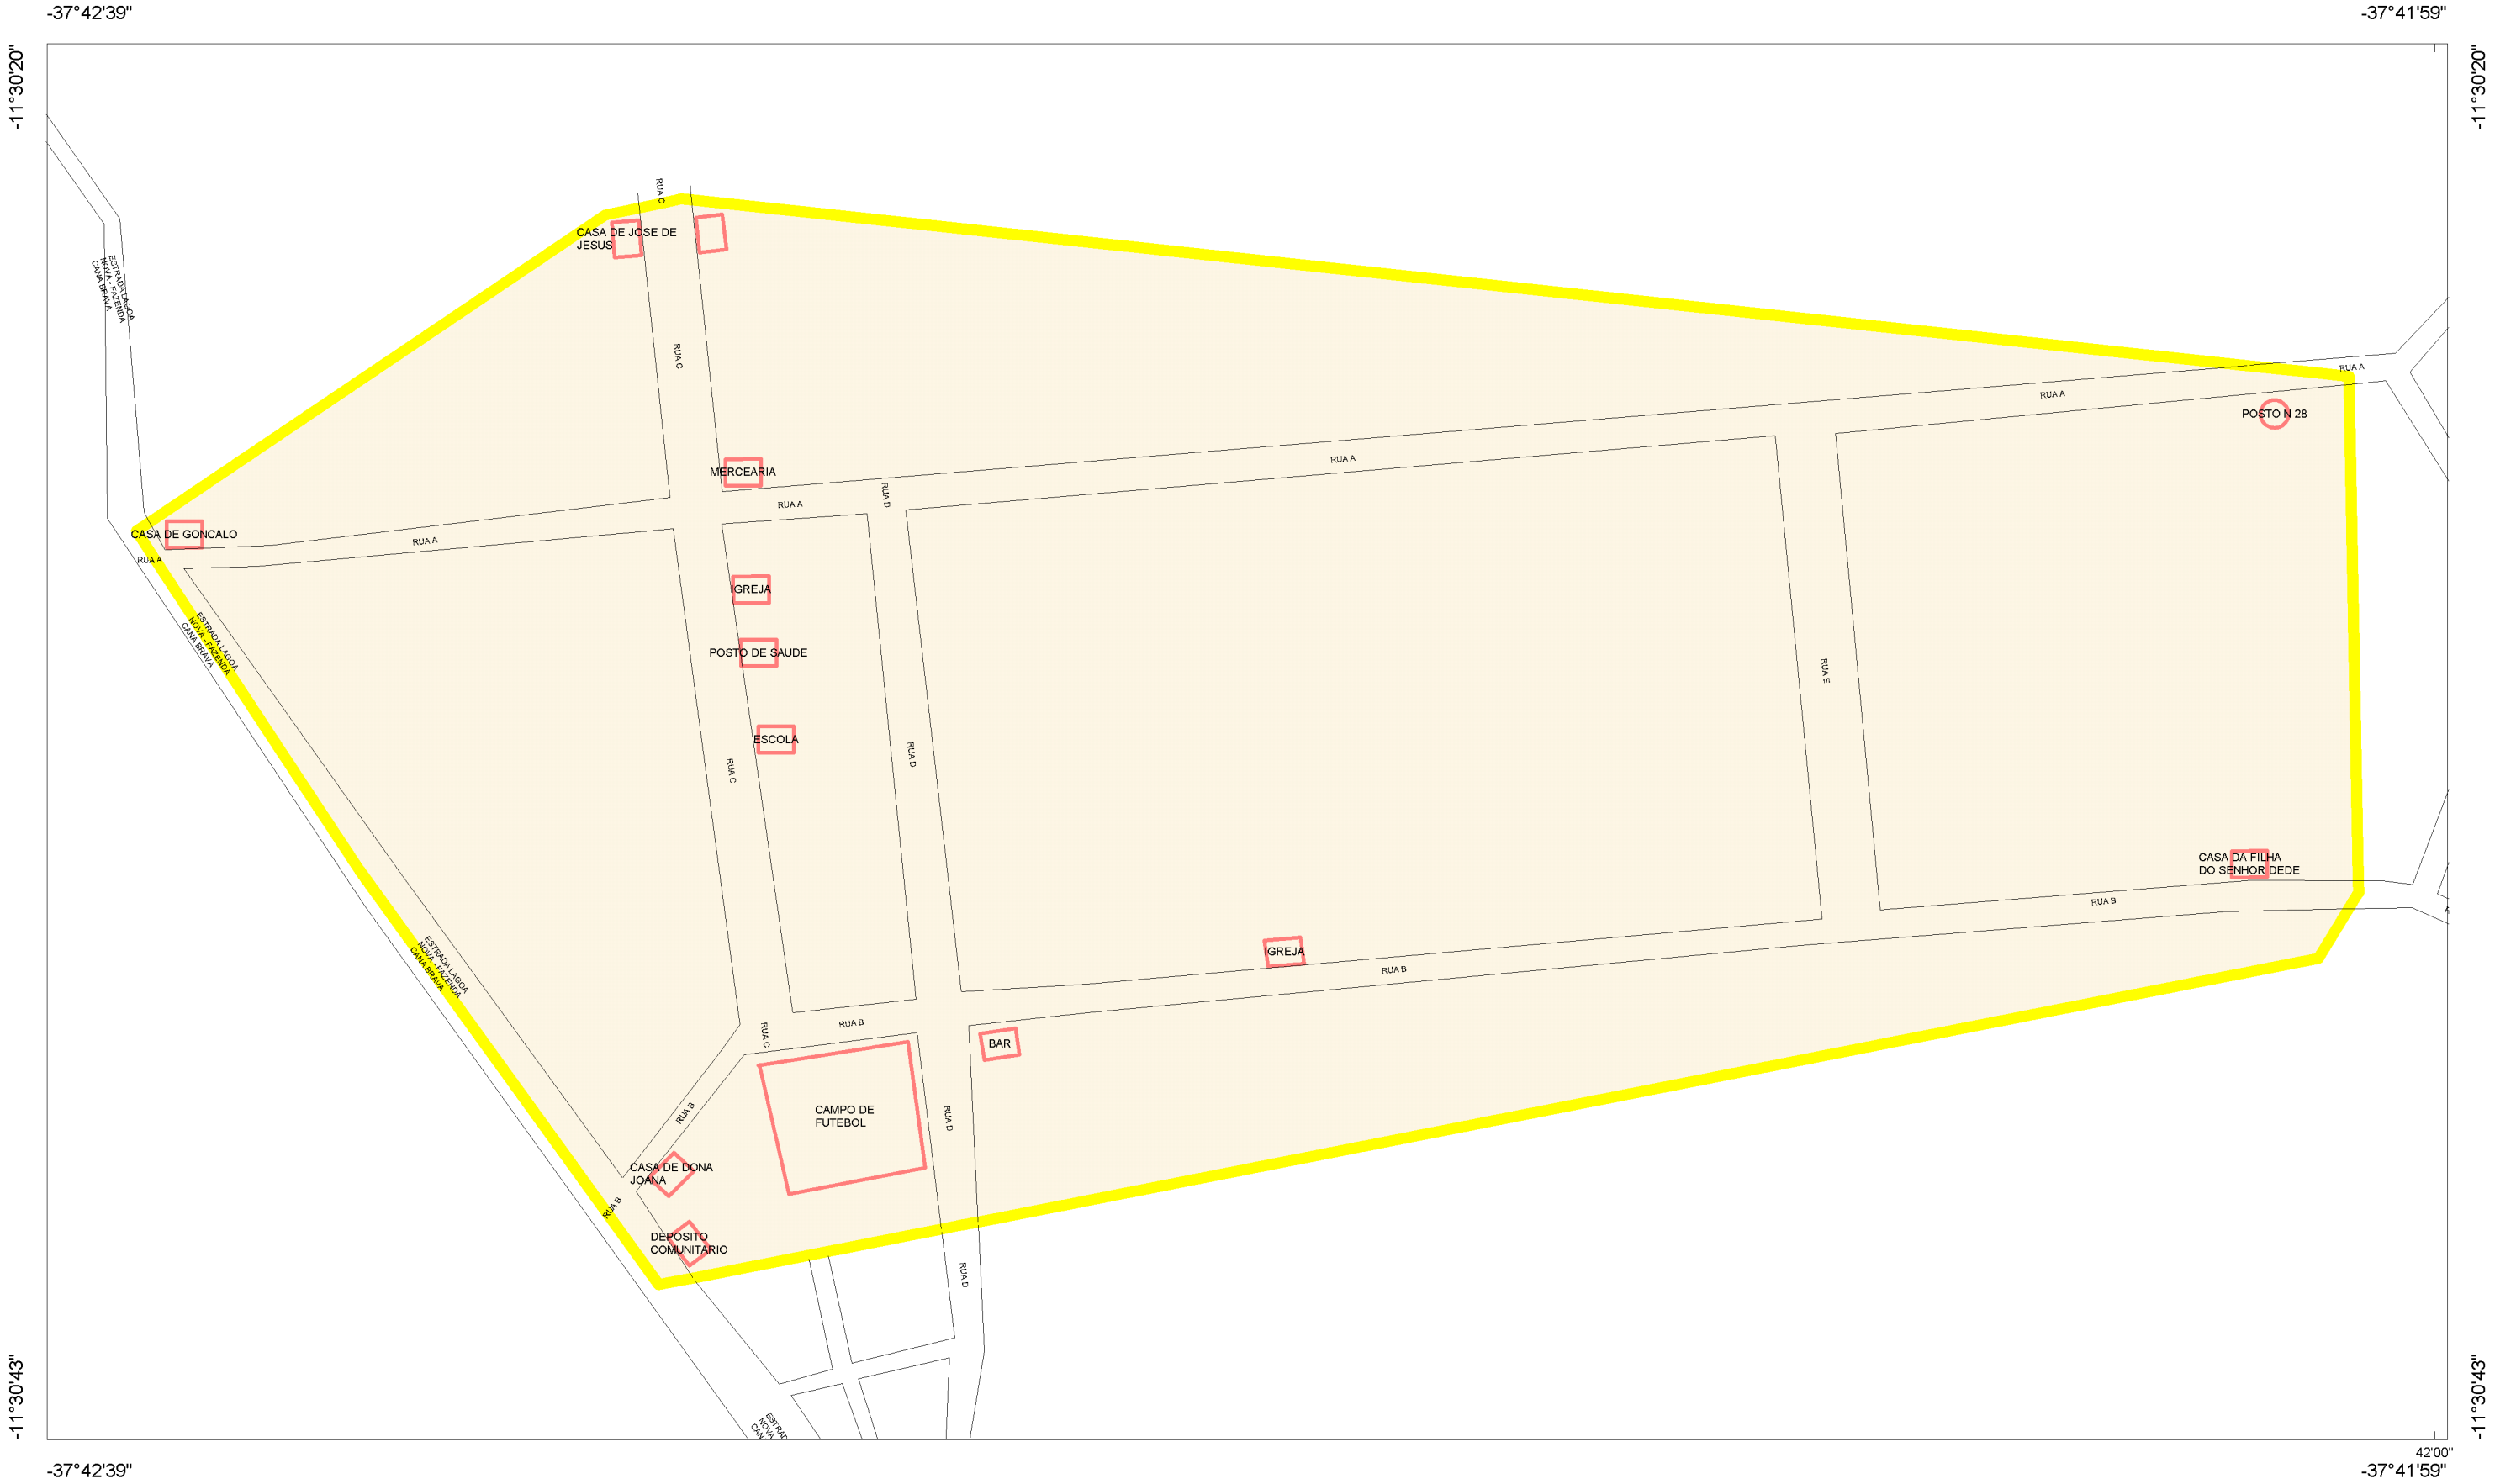 -37°42'39"
-37°41'59"
-11°30'20"
-11°30'20"
RUA C
CASA DE JOSE DE
JESUS
ESTRADA LAGOA
NOVA - FAZENDA
CANA BRAVA
RUA C
RUA A
RUA A
POSTO N 28
RUA A
MERCEARIA
RUA D
RUA A
CASA DE GONCALO
RUA A
RUA A
IGREJA
ESTRADA LAGOA
NOVA - FAZENDA
CANA BRAVA
POSTO DE SAUDE
RUA E
ESCOLA
RUA D
RUA C
CASA DA FILHA
DO SENHOR DEDE
RUA B
ESTRADA LAGOA
NOVA - FAZENDA
CANA BRAVA
IGREJA
RUA B
RUA B
RUA C
BAR
RUA B
CAMPO DE
FUTEBOL
RUA D
CASA DE DONA
JOANA
RUA B
DEPOSITO
COMUNITARIO
RUA D
-11°30'43"
-11°30'43"
ESTRAD
NOVA
42'00"
-37°42'39"
-37°41'59"